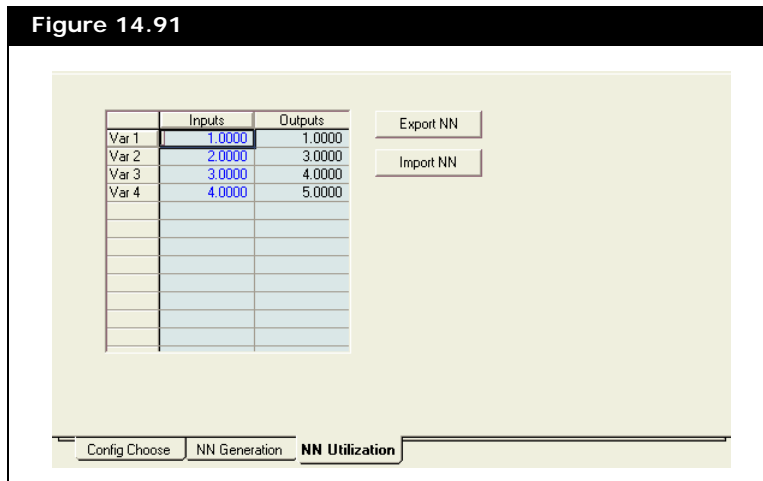 Figure 14.91
Inputs Outputs
Export NN
Var 1 1.0000 1.0000
Var 2 2.0000 3.0000
Import NN
Var 3 3.0000 4.0000
Var 4 4.0000 5.0000
Config Choose NN Generation NN Utilization